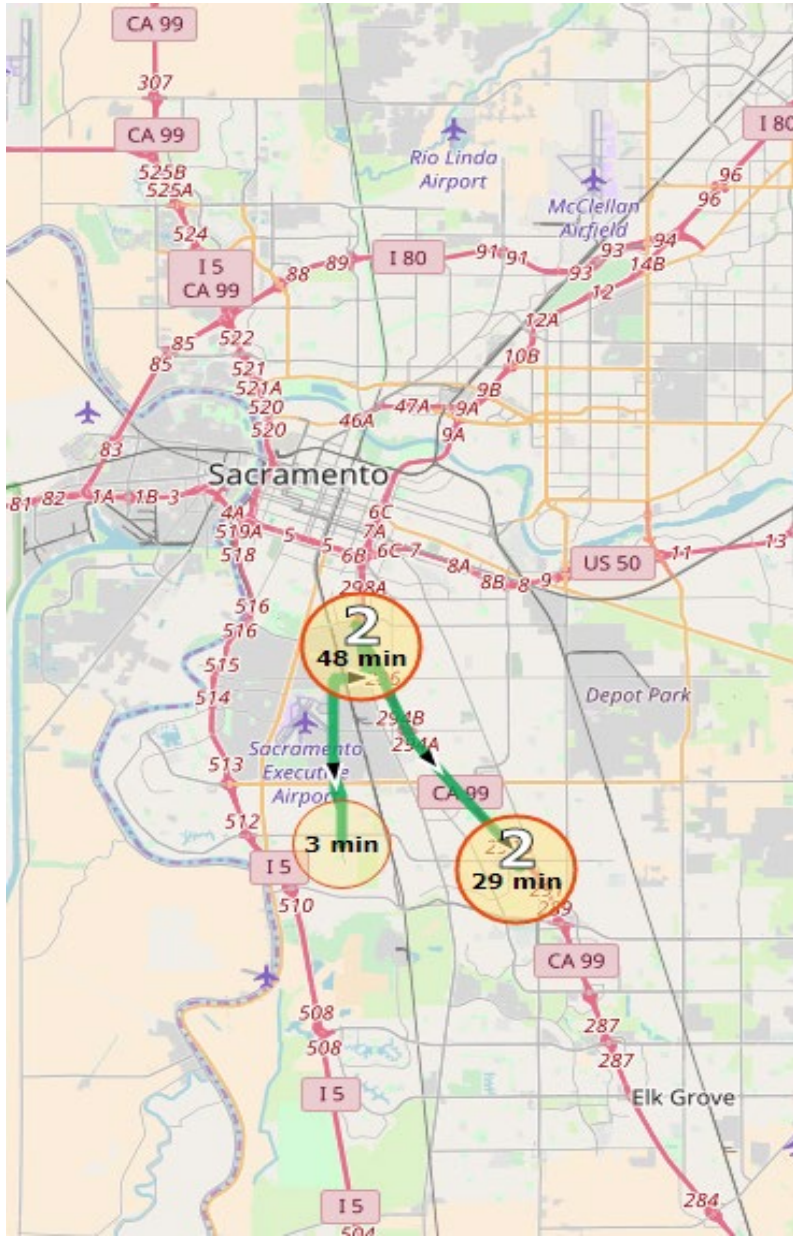 CA 99
307
CA 99
I 80
525B
525A
524
Rio Linda
Airport
McClellan
Airfield
96
96
I 5
CA 99
88
89
I 80
91
91
93
93
94
14B
12
12A
10B
9B
9A
9A
85
85
522
521
521A
520
520
46A
47A
83
Sacramento
81
82
1A
1B
3
4A
519A
518
5
5
6C
7A
6B
6C
7
8A
8B
8
9
US 50
11
13
298A
516
516
515
514
2
48 min
296
294B
294A
Depot Park
Sacramento
Executive
Airport
513
512
CA 99
3 min
2
29 min
I 5
510
289
CA 99
508
508
287
287
I 5
Elk Grove
I 5
284
504